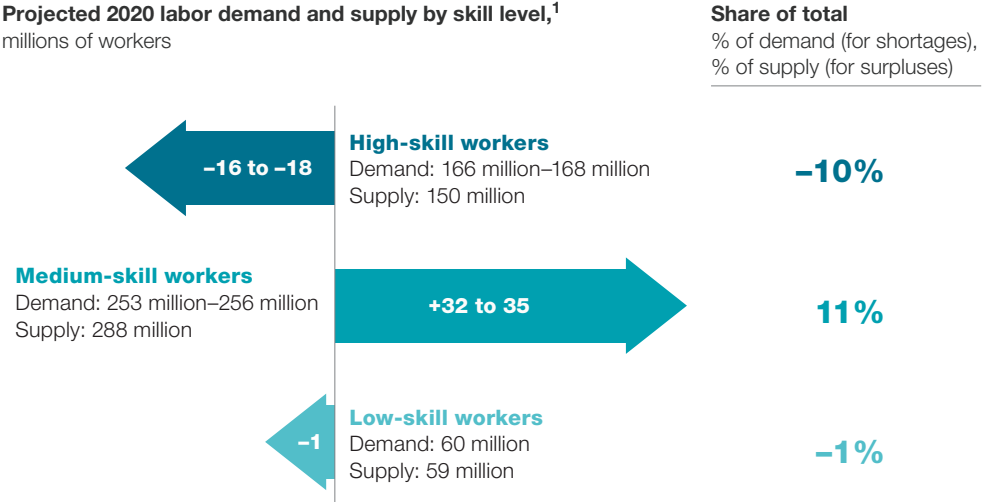 Projected 2020 labor demand and supply by skill level,1
millions of workers
Share of total
% of demand (for shortages),
% of supply (for surpluses)
–16 to –18
High-skill workers
Demand: 166 million–168 million
Supply: 150 million
–10%
Medium-skill workers
Demand: 253 million–256 million
Supply: 288 million
+32 to 35
11%
–1
Low-skill workers
Demand: 60 million
Supply: 59 million
–1%